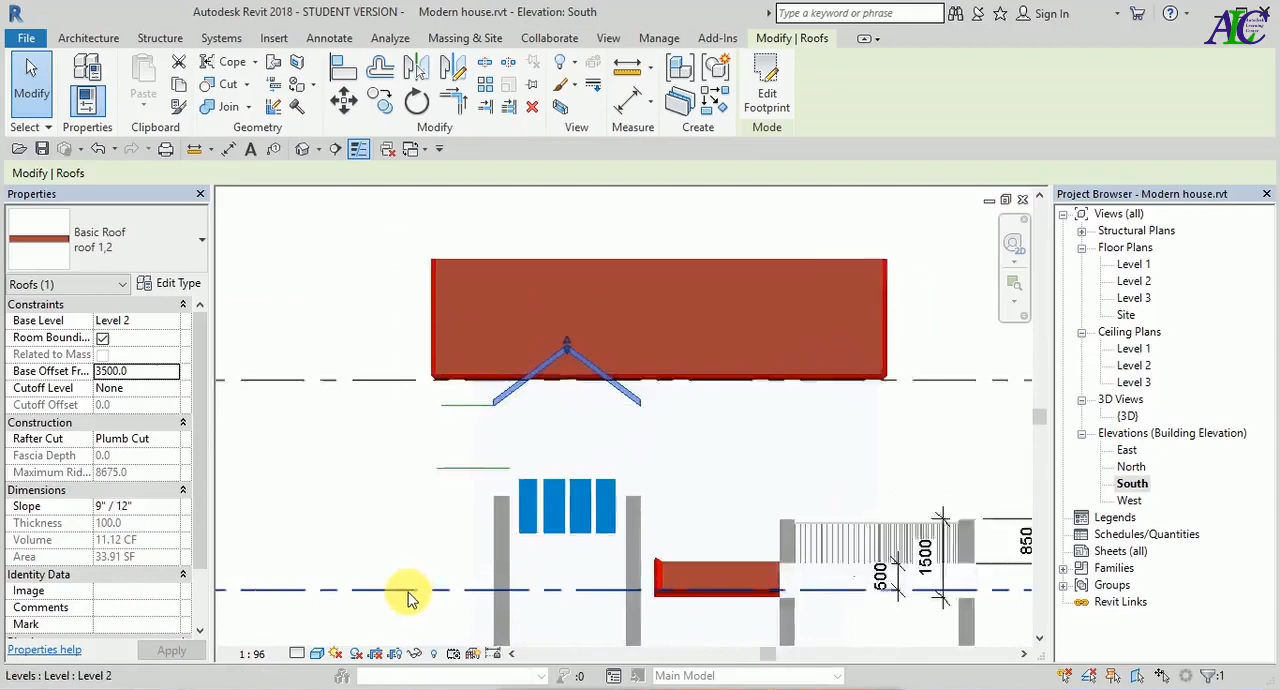 Autodesk Revit 2018 - STUDENT VERSION - Modern house.rvt - Elevation: South
Type a keyword or phrase
Sign In
ALC
File Architecture Structure Systems Insert Annotate Analyze Massing & Site Collaborate View Manage Add-Ins Modify | Roofs
Modify
Paste
Cope
Cut
Join
Edit
Footprint
Select Properties Clipboard Geometry Modify View Measure Create Mode
Modify | Roofs
Properties
Basic Roof
roof 1,2
Roofs (1)
Edit Type
Constraints
Base Level Level 2
Room Boundi...
Related to Mass
Base Offset Fr... 3500.0
Cutoff Level None
Cutoff Offset 0.0
Construction
Rafter Cut Plumb Cut
Fascia Depth 0.0
Maximum Rid... 8675.0
Dimensions
Slope 9" / 12"
Thickness 100.0
Volume 11.12 CF
Area 33.91 SF
Identity Data
Image
Comments
Mark
Properties help
Apply
2D
600
1500
850
1 : 96
Project Browser - Modern house.rvt
Views (all)
Structural Plans
Floor Plans
Level 1
Level 2
Level 3
Site
Ceiling Plans
Level 1
Level 2
Level 3
3D Views
{3D}
Elevations (Building Elevation)
East
North
South
West
Legends
Schedules/Quantities
Sheets (all)
Families
Groups
Revit Links
Levels : Level : Level 2
:0
Main Model
:1